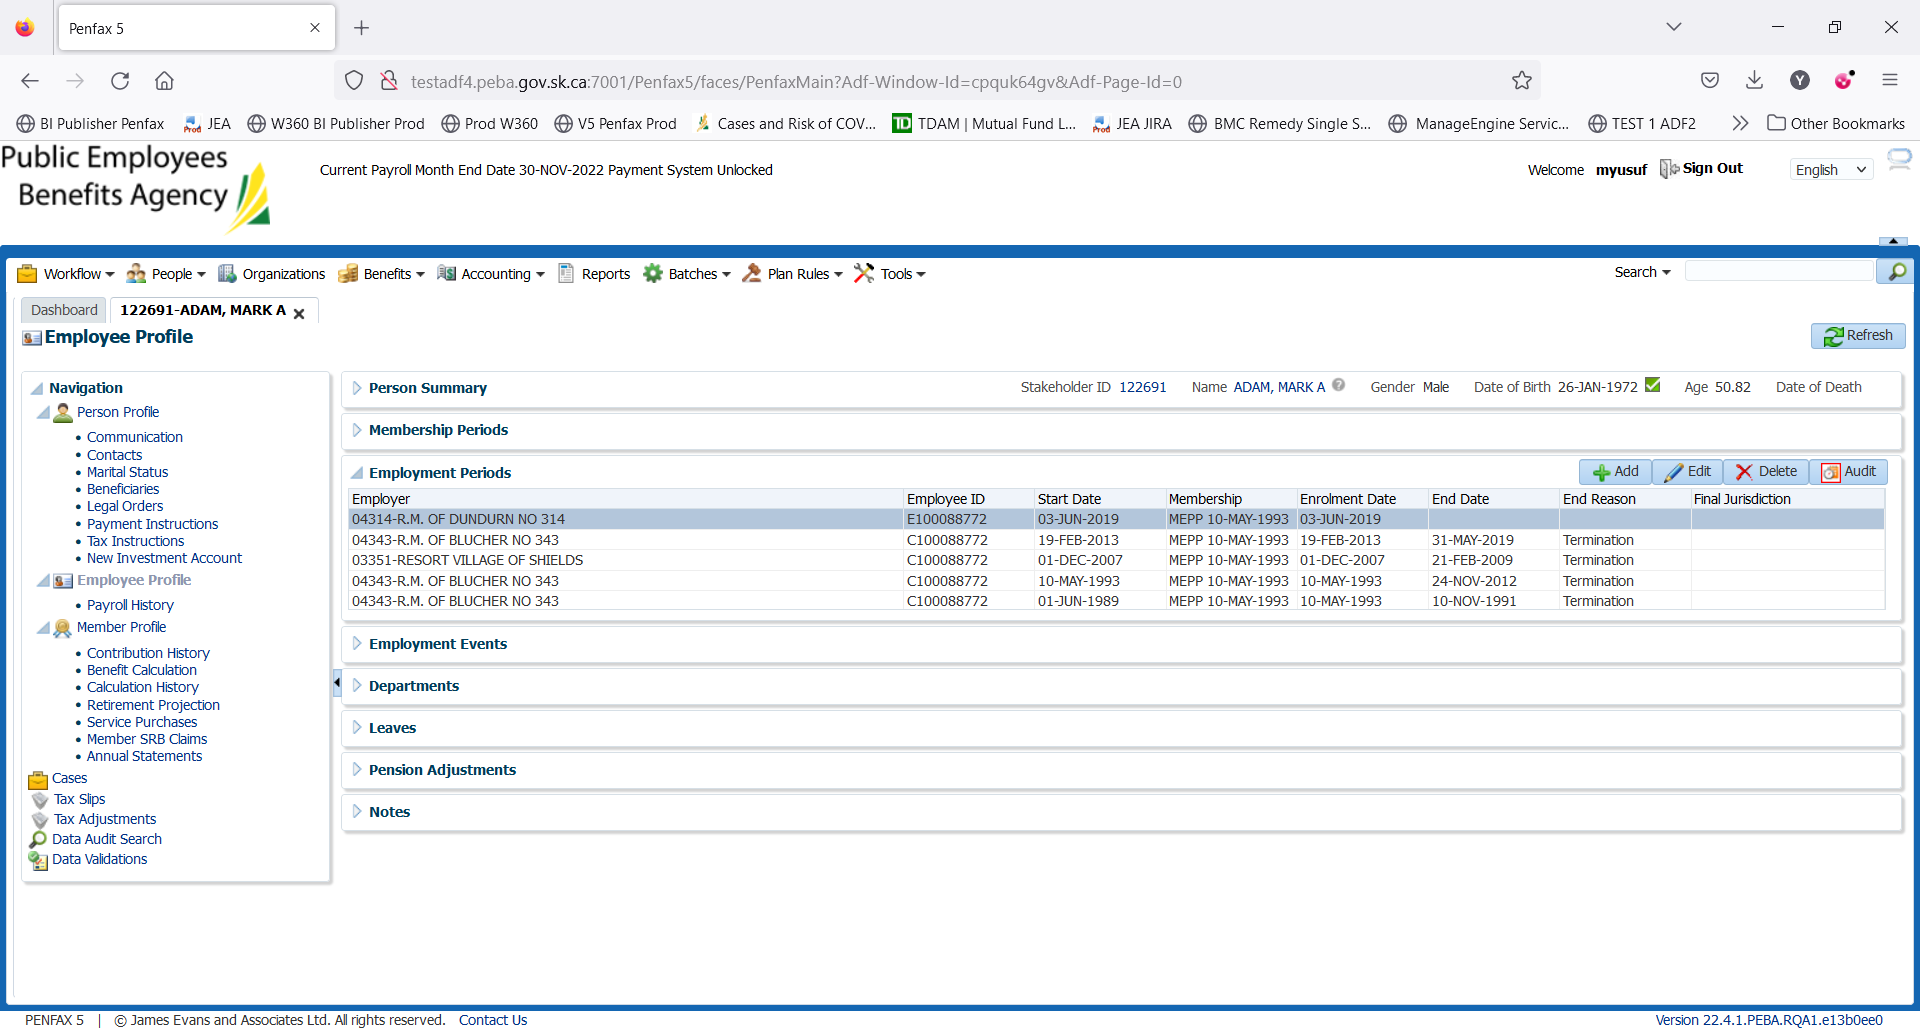 Penfax 5
testadf4.peba.gov.sk.ca:7001/Penfax5/faces/PenfaxMain?Adf-Window-Id=cpquk64gv&Adf-Page-Id=0
BI Publisher Penfax JEA W360 BI Publisher Prod Prod W360 V5 Penfax Prod Cases and Risk of COV... TDAM | Mutual Fund L... JEA JIRA BMC Remedy Single S... ManageEngine Servic... TEST 1 ADF2 Other Bookmarks
Public Employees
Benefits Agency
Current Payroll Month End Date 30-NOV-2022 Payment System Unlocked
Welcome myusuf Sign Out English
Workflow People Organizations Benefits Accounting Reports Batches Plan Rules Tools Search
Dashboard 122691-ADAM, MARK A
Employee Profile Refresh
Navigation
Person Profile
Communication
Contacts
Marital Status
Beneficiaries
Legal Orders
Payment Instructions
Tax Instructions
New Investment Account
Employee Profile
Payroll History
Member Profile
Contribution History
Benefit Calculation
Calculation History
Retirement Projection
Service Purchases
Member SRB Claims
Annual Statements
Cases
Tax Slips
Tax Adjustments
Data Audit Search
Data Validations
Person Summary Stakeholder ID 122691 Name ADAM, MARK A Gender Male Date of Birth 26-JAN-1972 Age 50.82 Date of Death
Membership Periods
Employment Periods Add Edit Delete Audit
Employer Employee ID Start Date Membership Enrolment Date End Date End Reason Final Jurisdiction
04314-R.M. OF DUNDURN NO 314 E100088772 03-JUN-2019 MEPP 10-MAY-1993 03-JUN-2019
04343-R.M. OF BLUCHER NO 343 C100088772 19-FEB-2013 MEPP 10-MAY-1993 19-FEB-2013 31-MAY-2019 Termination
03351-RESORT VILLAGE OF SHIELDS C100088772 01-DEC-2007 MEPP 10-MAY-1993 01-DEC-2007 21-FEB-2009 Termination
04343-R.M. OF BLUCHER NO 343 C100088772 10-MAY-1993 MEPP 10-MAY-1993 10-MAY-1993 24-NOV-2012 Termination
04343-R.M. OF BLUCHER NO 343 C100088772 01-JUN-1989 MEPP 10-MAY-1993 10-MAY-1993 10-NOV-1991 Termination
Employment Events
Departments
Leaves
Pension Adjustments
Notes
PENFAX 5 | © James Evans and Associates Ltd. All rights reserved. Contact Us Version 22.4.1.PEBA.RQA1.e13b0ee0